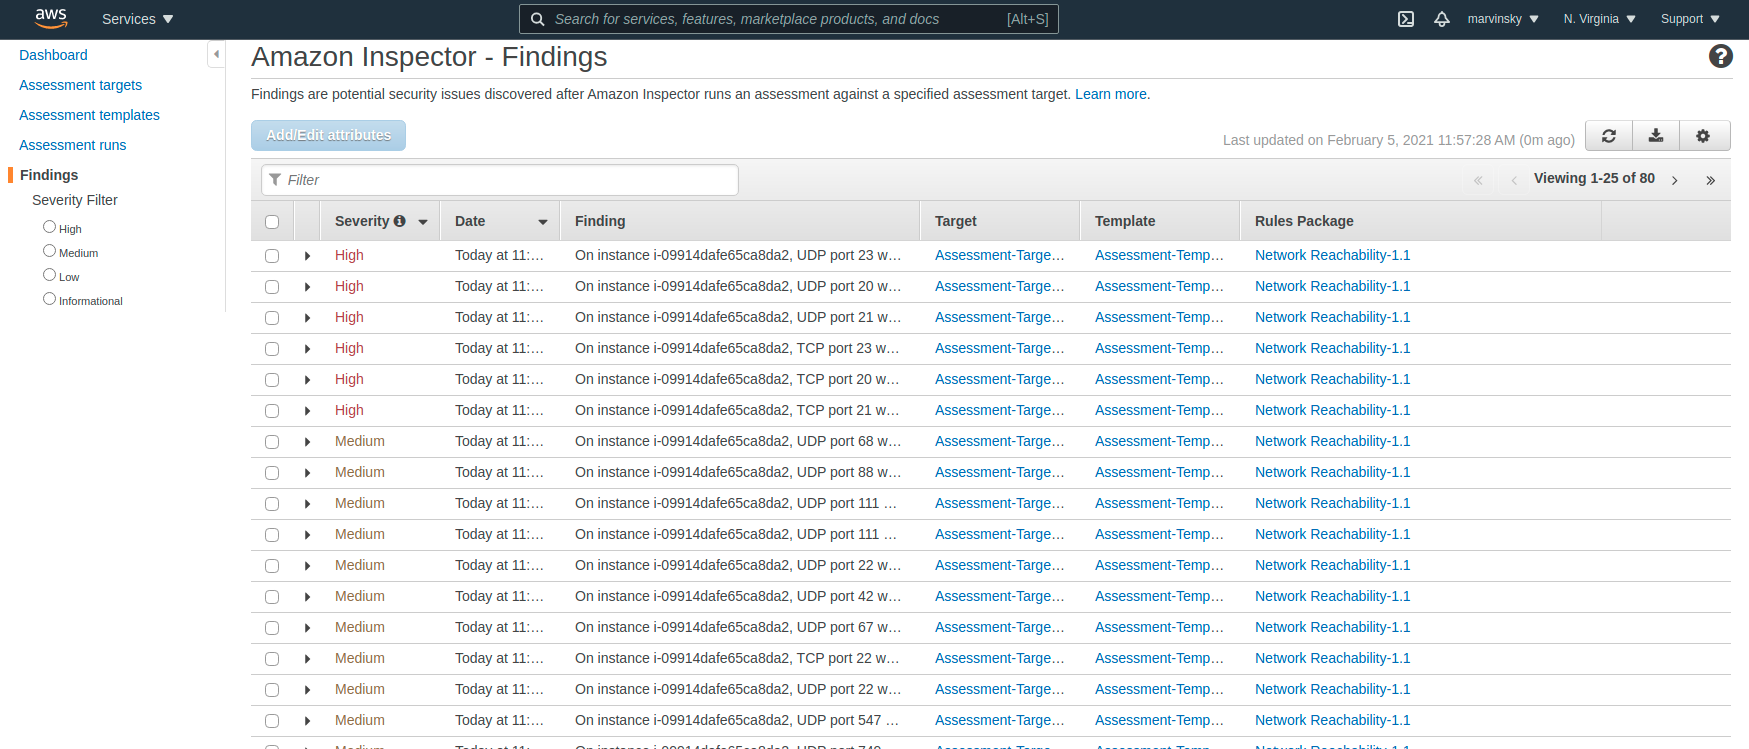 aws Services Search for services, features, marketplace products, and docs [Alt+S] marvinsky N. Virginia Support
Dashboard
Assessment targets
Assessment templates
Assessment runs
Findings
Severity Filter
High
Medium
Low
Informational
Amazon Inspector - Findings
Findings are potential security issues discovered after Amazon Inspector runs an assessment against a specified assessment target. Learn more.
Add/Edit attributes
Last updated on February 5, 2021 11:57:28 AM (0m ago)
Filter
« ‹ Viewing 1-25 of 80 › »
Severity Date Finding Target Template Rules Package
High Today at 11:... On instance i-09914dafe65ca8da2, UDP port 23 w... Assessment-Targe... Assessment-Temp... Network Reachability-1.1
High Today at 11:... On instance i-09914dafe65ca8da2, UDP port 20 w... Assessment-Targe... Assessment-Temp... Network Reachability-1.1
High Today at 11:... On instance i-09914dafe65ca8da2, UDP port 21 w... Assessment-Targe... Assessment-Temp... Network Reachability-1.1
High Today at 11:... On instance i-09914dafe65ca8da2, TCP port 23 w... Assessment-Targe... Assessment-Temp... Network Reachability-1.1
High Today at 11:... On instance i-09914dafe65ca8da2, TCP port 20 w... Assessment-Targe... Assessment-Temp... Network Reachability-1.1
High Today at 11:... On instance i-09914dafe65ca8da2, TCP port 21 w... Assessment-Targe... Assessment-Temp... Network Reachability-1.1
Medium Today at 11:... On instance i-09914dafe65ca8da2, UDP port 68 w... Assessment-Targe... Assessment-Temp... Network Reachability-1.1
Medium Today at 11:... On instance i-09914dafe65ca8da2, UDP port 88 w... Assessment-Targe... Assessment-Temp... Network Reachability-1.1
Medium Today at 11:... On instance i-09914dafe65ca8da2, UDP port 111 ... Assessment-Targe... Assessment-Temp... Network Reachability-1.1
Medium Today at 11:... On instance i-09914dafe65ca8da2, UDP port 111 ... Assessment-Targe... Assessment-Temp... Network Reachability-1.1
Medium Today at 11:... On instance i-09914dafe65ca8da2, UDP port 22 w... Assessment-Targe... Assessment-Temp... Network Reachability-1.1
Medium Today at 11:... On instance i-09914dafe65ca8da2, UDP port 42 w... Assessment-Targe... Assessment-Temp... Network Reachability-1.1
Medium Today at 11:... On instance i-09914dafe65ca8da2, UDP port 67 w... Assessment-Targe... Assessment-Temp... Network Reachability-1.1
Medium Today at 11:... On instance i-09914dafe65ca8da2, TCP port 22 w... Assessment-Targe... Assessment-Temp... Network Reachability-1.1
Medium Today at 11:... On instance i-09914dafe65ca8da2, UDP port 22 w... Assessment-Targe... Assessment-Temp... Network Reachability-1.1
Medium Today at 11:... On instance i-09914dafe65ca8da2, UDP port 547 ... Assessment-Targe... Assessment-Temp... Network Reachability-1.1